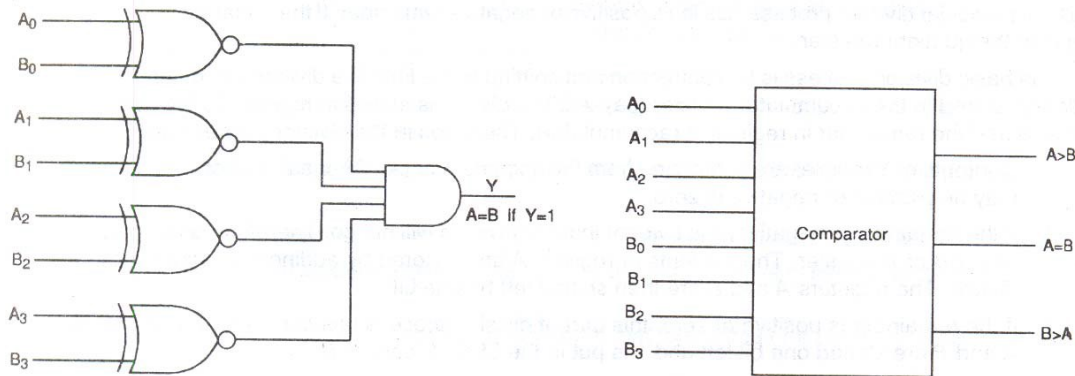 A₀
B₀
A₁
B₁
A₂
B₂
A₃
B₃
Y
A=B if Y=1
A₀
A₁
A₂
A₃
B₀
B₁
B₂
B₃
Comparator
A>B
A=B
B>A